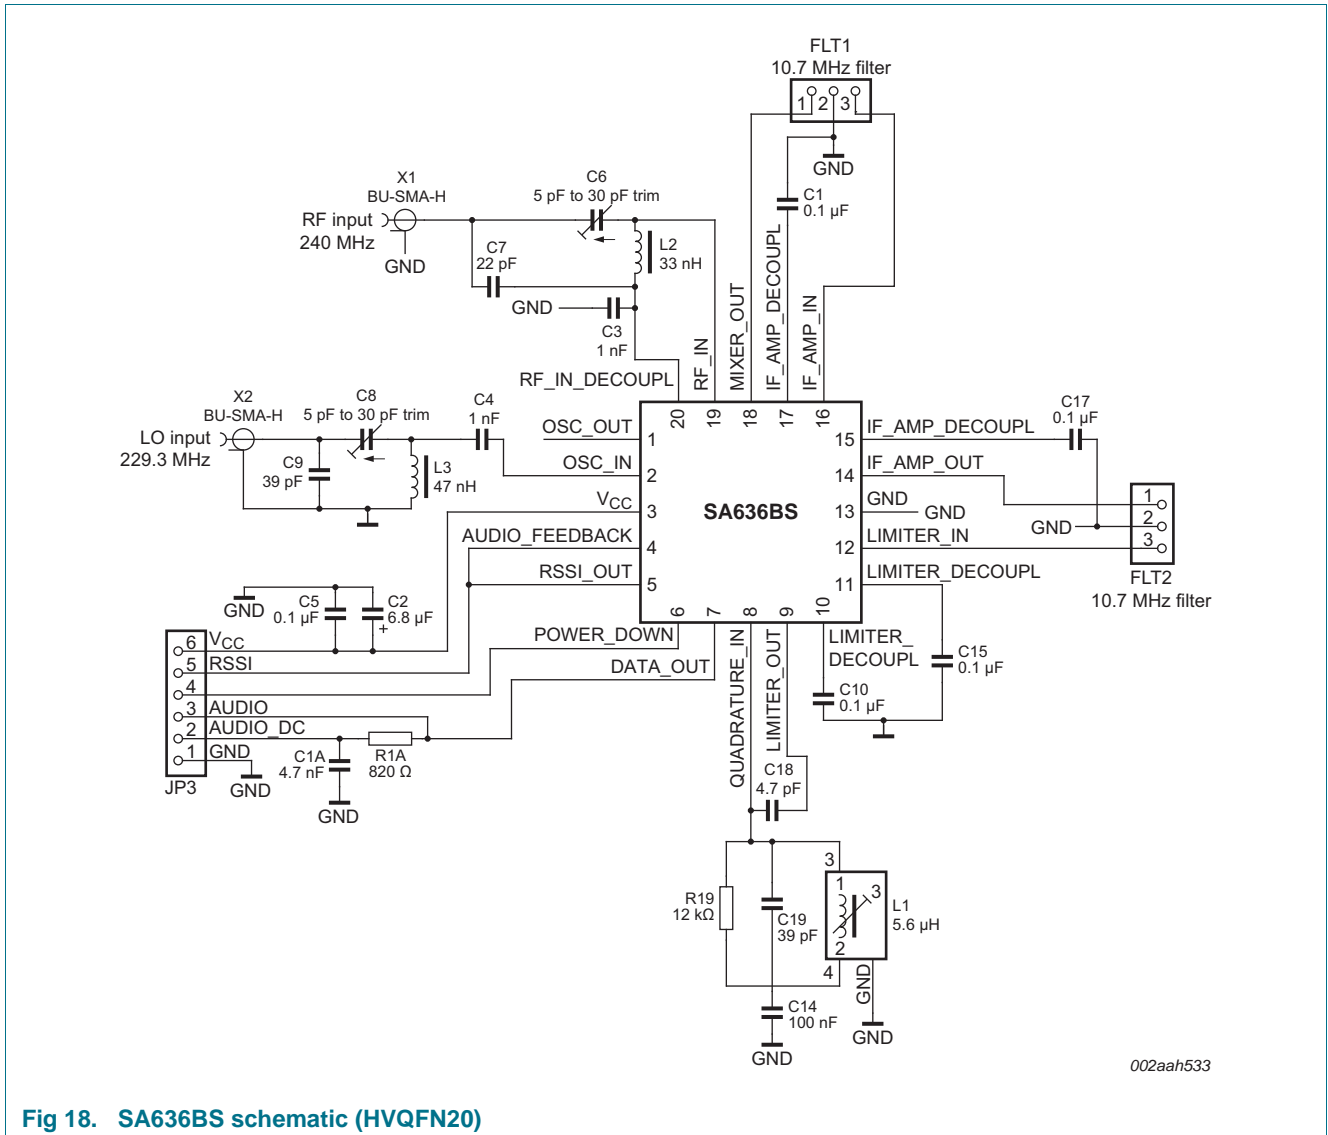 FLT1
10.7 MHz filter
1 2 3
GND
C1
0.1 µF
X1
BU-SMA-H
C6
5 pF to 30 pF trim
RF input
240 MHz
GND
C7
22 pF
L2
33 nH
GND
C3
1 nF
RF_IN_DECOUPL
RF_IN
MIXER_OUT
IF_AMP_DECOUPL
IF_AMP_IN
X2
BU-SMA-H
C8
5 pF to 30 pF trim
C4
1 nF
LO input
229.3 MHz
C9
39 pF
L3
47 nH
OSC_OUT
OSC_IN
VCC
AUDIO_FEEDBACK
RSSI_OUT
POWER_DOWN
DATA_OUT
20 19 18 17 16
1
2
3
4
5
SA636BS
15
14
13
12
11
6 7 8 9 10
IF_AMP_DECOUPL
C17
0.1 µF
IF_AMP_OUT
GND
GND
LIMITER_IN
LIMITER_DECOUPL
GND
1
2
3
FLT2
10.7 MHz filter
GND
C5
0.1 µF
C2
6.8 µF
+
6 VCC
5 RSSI
4
3 AUDIO
2 AUDIO_DC
1 GND
JP3
GND
C1A
4.7 nF
R1A
820 Ω
GND
QUADRATURE_IN
LIMITER_OUT
LIMITER_
DECOUPL
C10
0.1 µF
C15
0.1 µF
C18
4.7 pF
R19
12 kΩ
C19
39 pF
3
1
3
2
4
L1
5.6 µH
GND
GND
C14
100 nF
GND
002aah533
Fig 18. SA636BS schematic (HVQFN20)